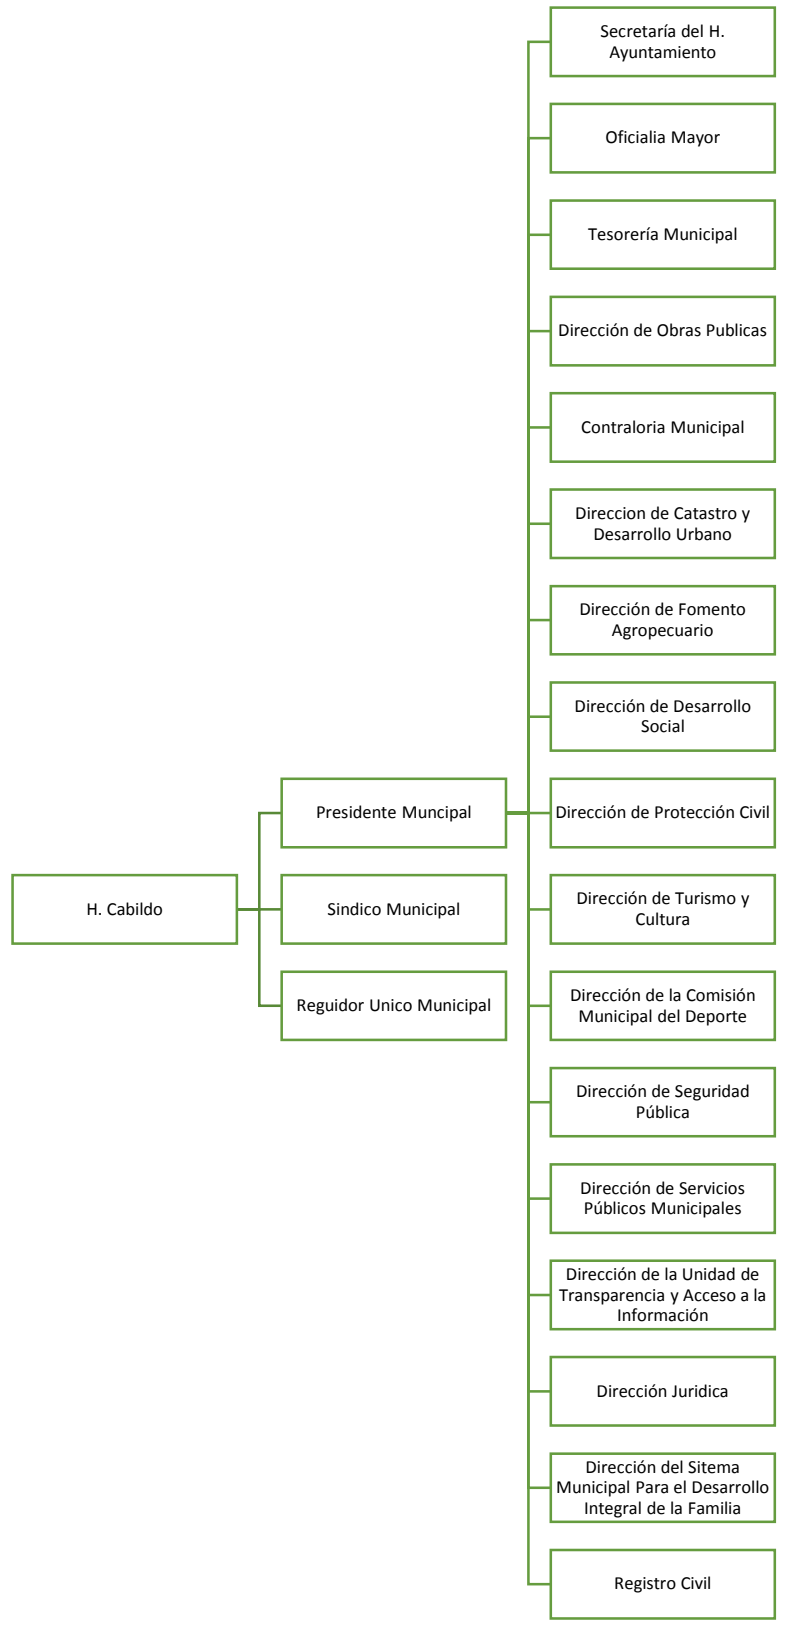 H. Cabildo
Presidente Muncipal
Sindico Municipal
Reguidor Unico Municipal
Secretaría del H.
Ayuntamiento
Oficialia Mayor
Tesorería Municipal
Dirección de Obras Publicas
Contraloria Municipal
Direccion de Catastro y
Desarrollo Urbano
Dirección de Fomento
Agropecuario
Dirección de Desarrollo
Social
Dirección de Protección Civil
Dirección de Turismo y
Cultura
Dirección de la Comisión
Municipal del Deporte
Dirección de Seguridad
Pública
Dirección de Servicios
Públicos Municipales
Dirección de la Unidad de
Transparencia y Acceso a la
Información
Dirección Juridica
Dirección del Sitema
Municipal Para el Desarrollo
Integral de la Familia
Registro Civil